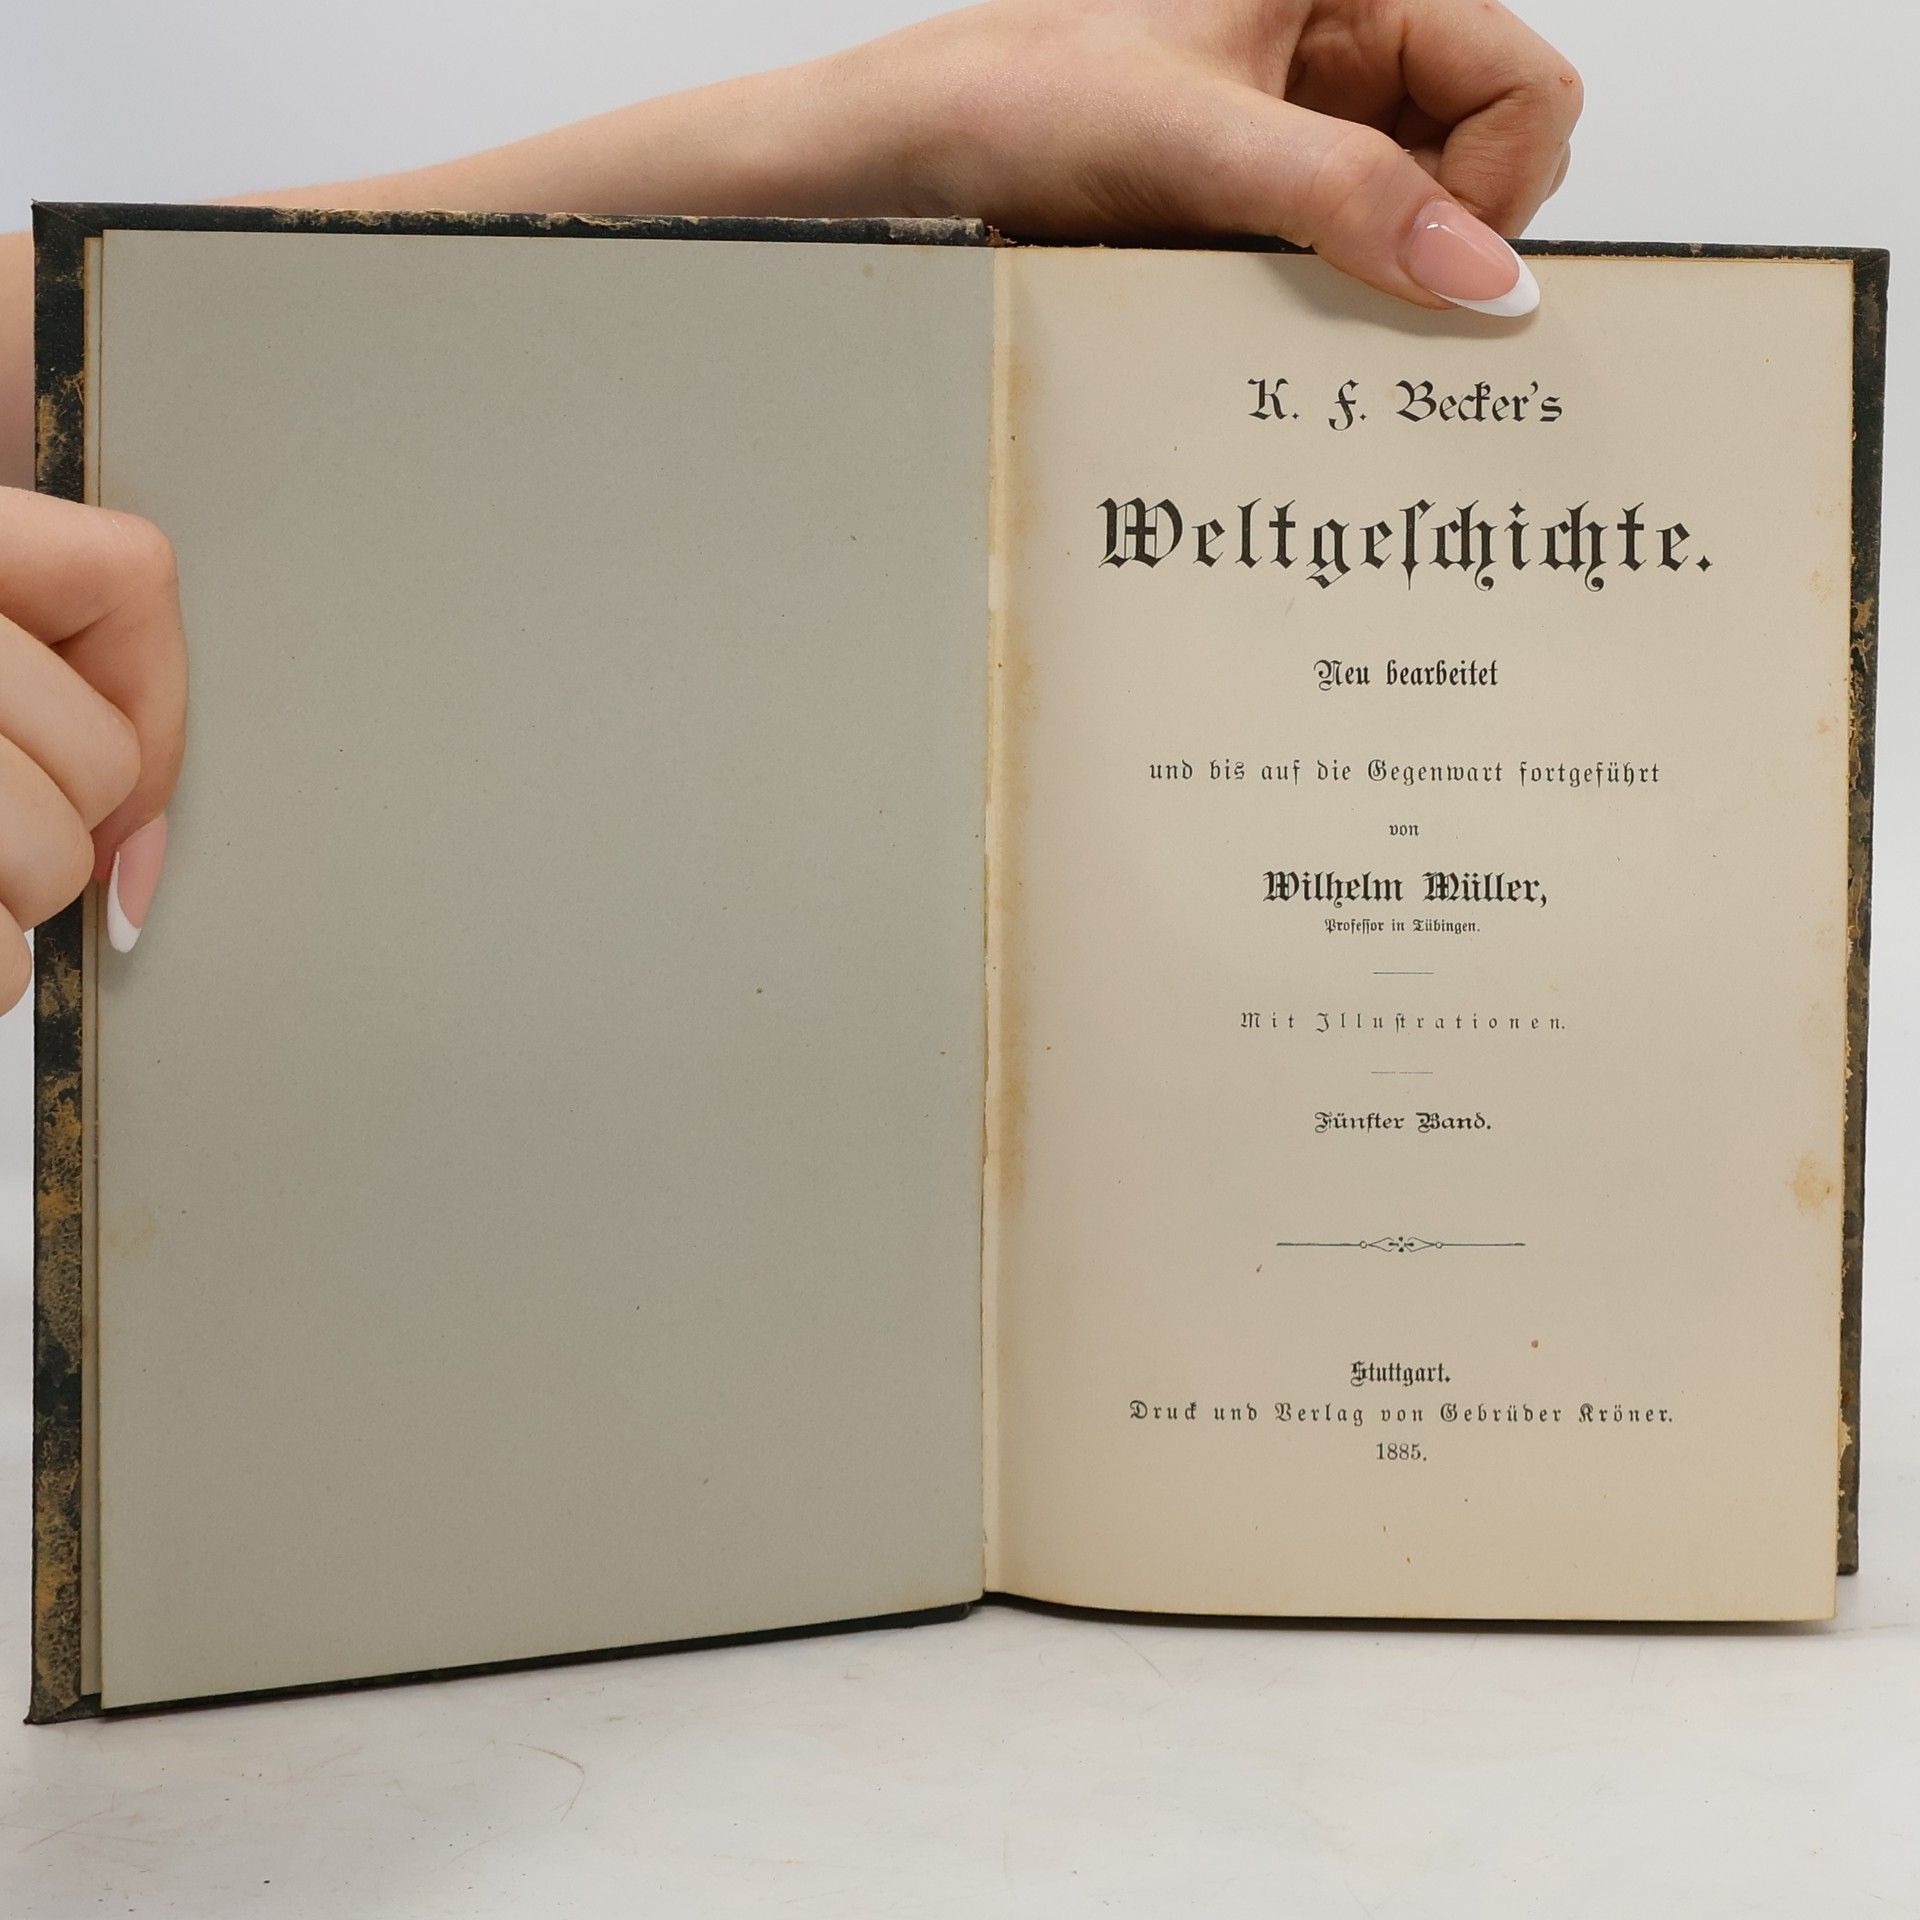 K. F. Becker's
Weltgeſchichte.
Neu bearbeitet
und bis auf die Gegenwart fortgeführt
von
Wilhelm Müller,
Profeſſor in Tübingen.
Mit Illuſtrationen.
Fünfter Band.
Stuttgart.
Druck und Verlag von Gebrüder Kröner.
1885.